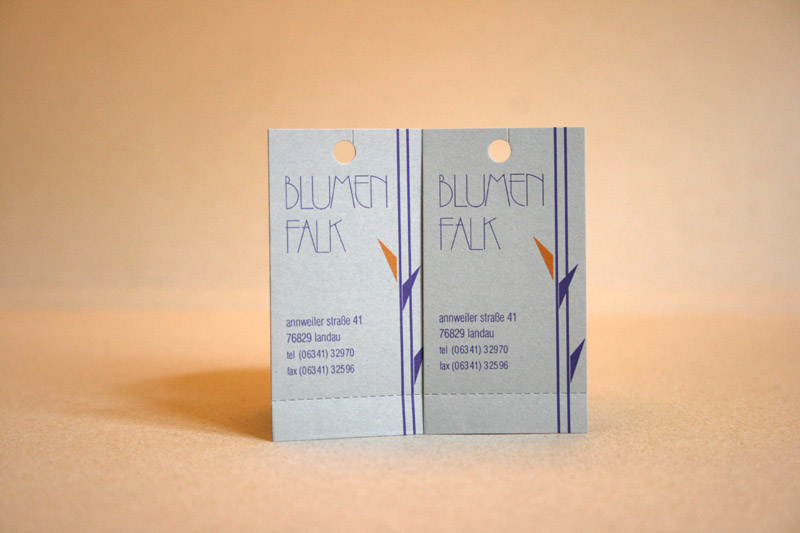 BLUMEN
FALK
annweiler straße 41
76829 landau
tel (06341) 32970
fax (06341) 32596
BLUMEN
FALK
annweiler straße 41
76829 landau
tel (06341) 32970
fax (06341) 32596